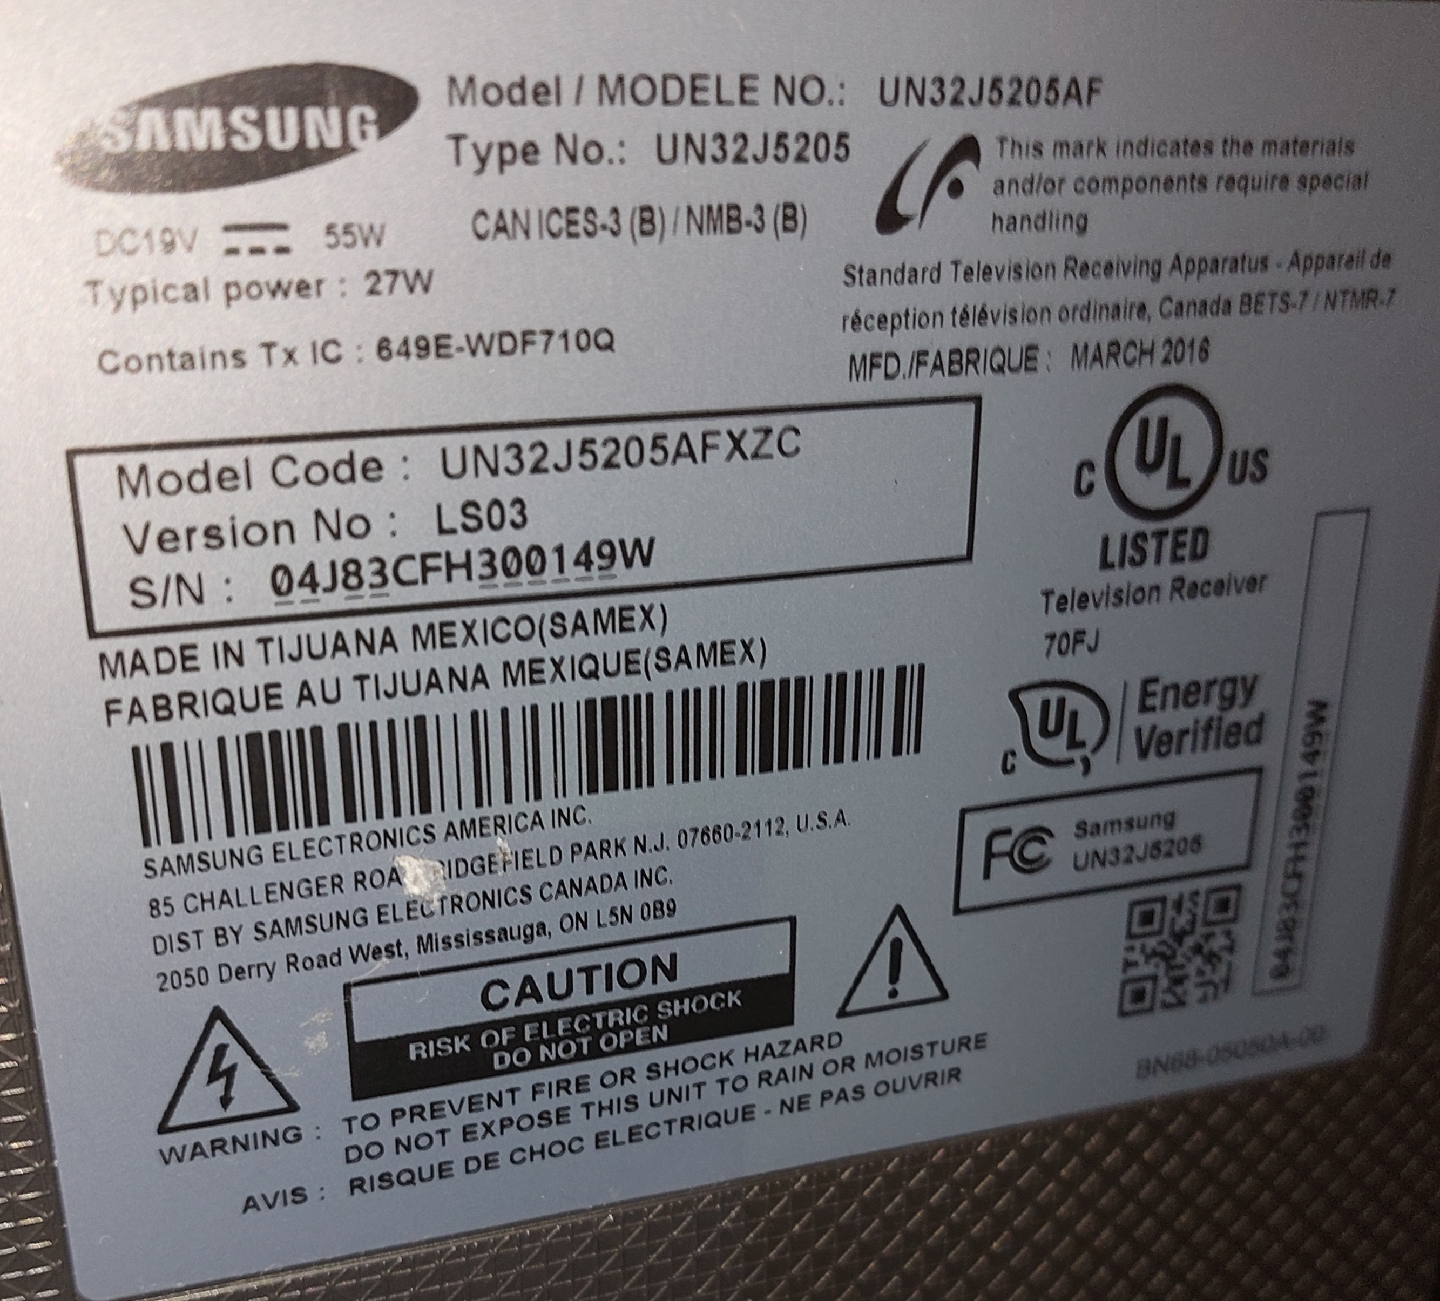 SAMSUNG
Model / MODELE NO.: UN32J5205AF
Type No.: UN32J5205
This mark indicates the materials
and/or components require special
handling
DC19V 55W
CAN ICES-3 (B) / NMB-3 (B)
Typical power : 27W
Standard Television Receiving Apparatus - Appareil de
réception télévision ordinaire, Canada BETS-7 / NTMR-7
Contains Tx IC : 649E-WDF710Q
MFD./FABRIQUE : MARCH 2016
Model Code : UN32J5205AFXZC
Version No : LS03
S/N : 04J83CFH300149W
C UL US
LISTED
Television Receiver
70FJ
MADE IN TIJUANA MEXICO(SAMEX)
FABRIQUE AU TIJUANA MEXIQUE(SAMEX)
C UL Energy
Verified
SAMSUNG ELECTRONICS AMERICA INC.
85 CHALLENGER ROA RIDGEFIELD PARK N.J. 07660-2112, U.S.A.
DIST BY SAMSUNG ELECTRONICS CANADA INC.
2050 Derry Road West, Mississauga, ON L5N 0B9
FC Samsung
UN32J5205
04J83CFH300149W
CAUTION
RISK OF ELECTRIC SHOCK
DO NOT OPEN
BN68-05050A-00
WARNING : TO PREVENT FIRE OR SHOCK HAZARD
DO NOT EXPOSE THIS UNIT TO RAIN OR MOISTURE
AVIS : RISQUE DE CHOC ELECTRIQUE - NE PAS OUVRIR